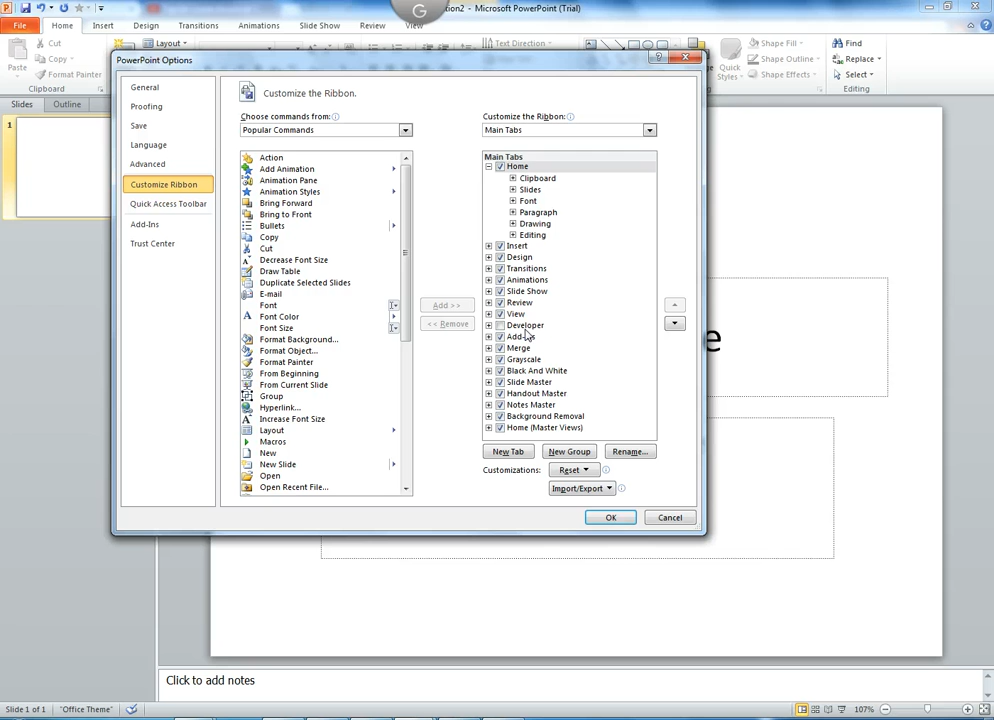 tion2 - Microsoft PowerPoint (Trial)
File Home Insert Design Transitions Animations Slide Show Review View
Cut
Copy
Format Painter
Paste
Clipboard
Layout
Text Direction
Quick Styles
Shape Fill
Shape Outline
Shape Effects
Find
Replace
Select
Editing
Slides Outline
1
PowerPoint Options
General
Proofing
Save
Language
Advanced
Customize Ribbon
Quick Access Toolbar
Add-Ins
Trust Center
Customize the Ribbon.
Choose commands from:
Popular Commands
Action
Add Animation
Animation Pane
Animation Styles
Bring Forward
Bring to Front
Bullets
Copy
Cut
Decrease Font Size
Draw Table
Duplicate Selected Slides
E-mail
Font
Font Color
Font Size
Format Background...
Format Object...
Format Painter
From Beginning
From Current Slide
Group
Hyperlink...
Increase Font Size
Layout
Macros
New
New Slide
Open
Open Recent File...
Add >>
<< Remove
Customize the Ribbon:
Main Tabs
Main Tabs
Home
Clipboard
Slides
Font
Paragraph
Drawing
Editing
Insert
Design
Transitions
Animations
Slide Show
Review
View
Developer
Merge
Grayscale
Black And White
Slide Master
Handout Master
Notes Master
Background Removal
Home (Master Views)
New Tab New Group Rename...
Customizations: Reset
Import/Export
OK Cancel
e
Click to add notes
Slide 1 of 1 "Office Theme" 107%